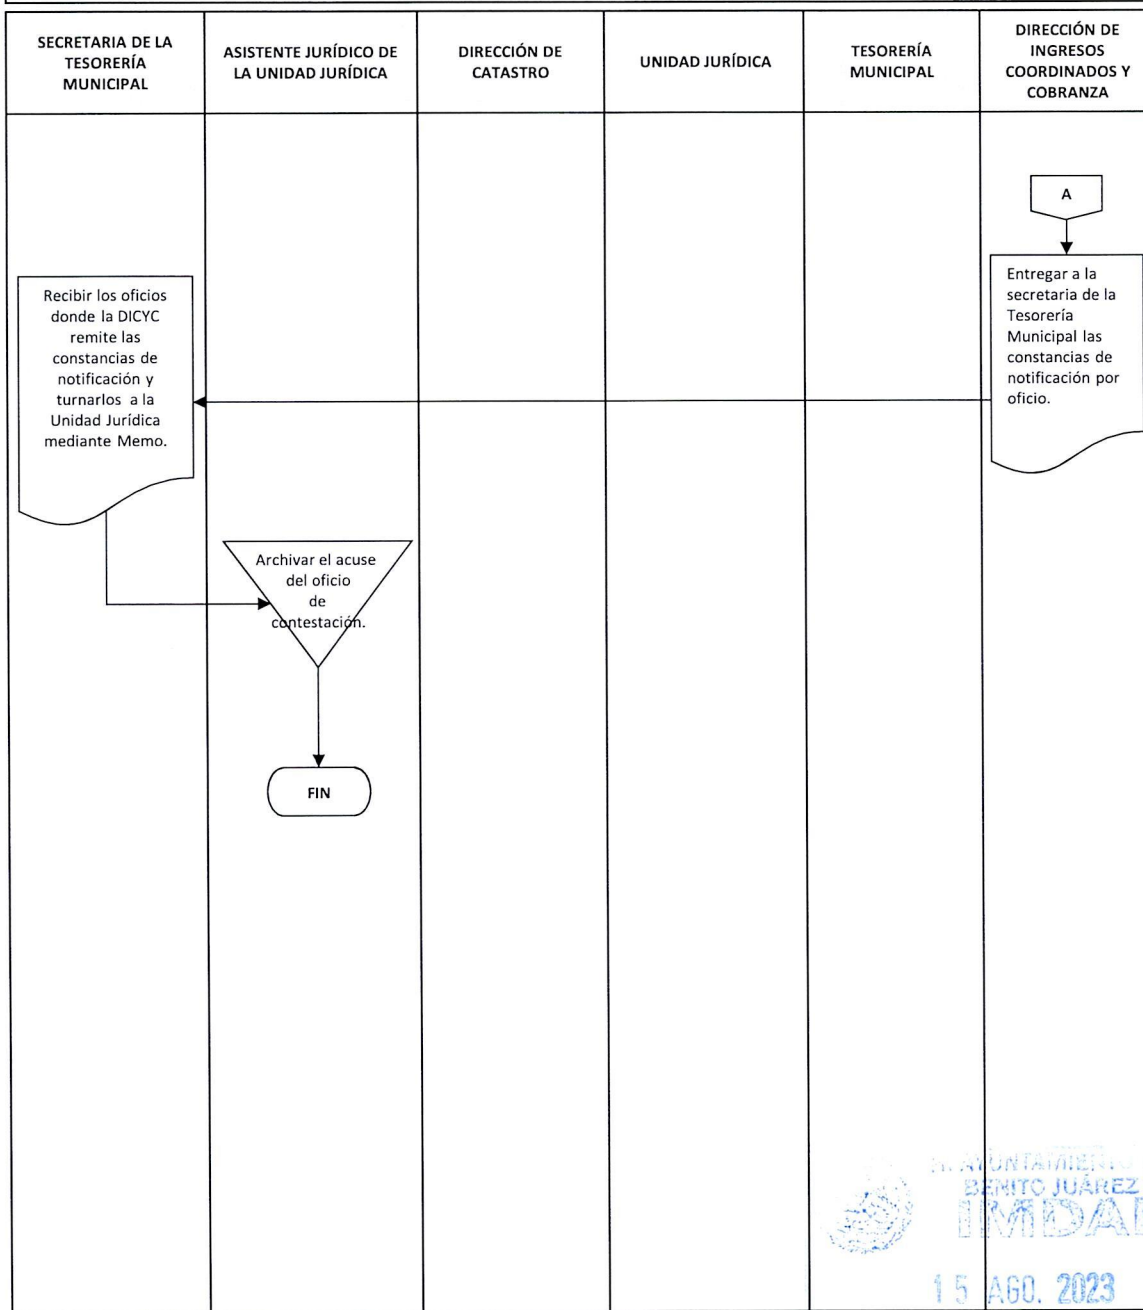 SECRETARIA DE LA
TESORERÍA
MUNICIPAL
ASISTENTE JURÍDICO DE
LA UNIDAD JURÍDICA
DIRECCIÓN DE
CATASTRO
UNIDAD JURÍDICA
TESORERÍA
MUNICIPAL
DIRECCIÓN DE
INGRESOS
COORDINADOS Y
COBRANZA
A
Entregar a la
secretaria de la
Tesorería
Municipal las
constancias de
notificación por
oficio.
Recibir los oficios
donde la DICYC
remite las
constancias de
notificación y
turnarlos a la
Unidad Jurídica
mediante Memo.
Archivar el acuse
del oficio
de
contestación.
FIN
AYUNTAMIENTO
BENITO JUÁREZ
15 AGO. 2023